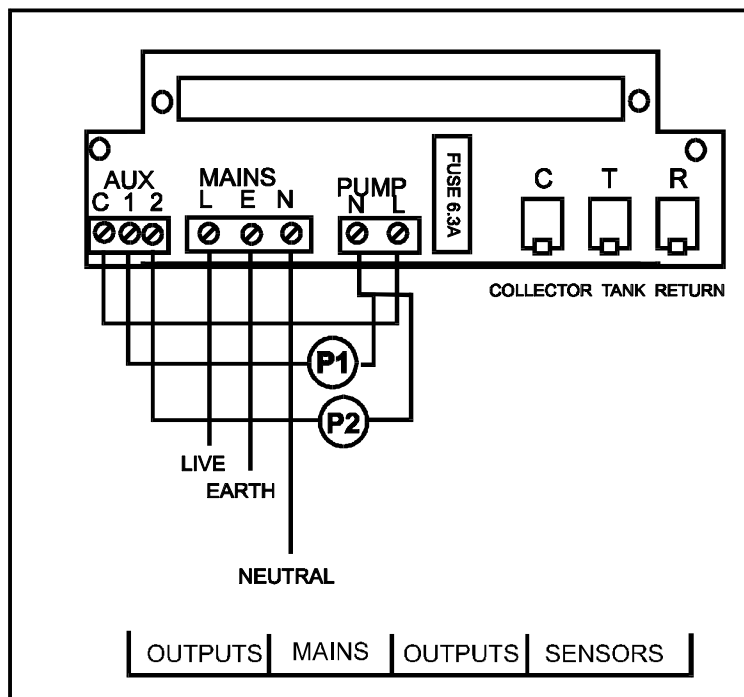 AUX
C 1 2
MAINS
L E N
PUMP
N L
FUSE 6.3A
C T R
COLLECTOR TANK RETURN
P1
P2
LIVE
EARTH
NEUTRAL
OUTPUTS MAINS OUTPUTS SENSORS